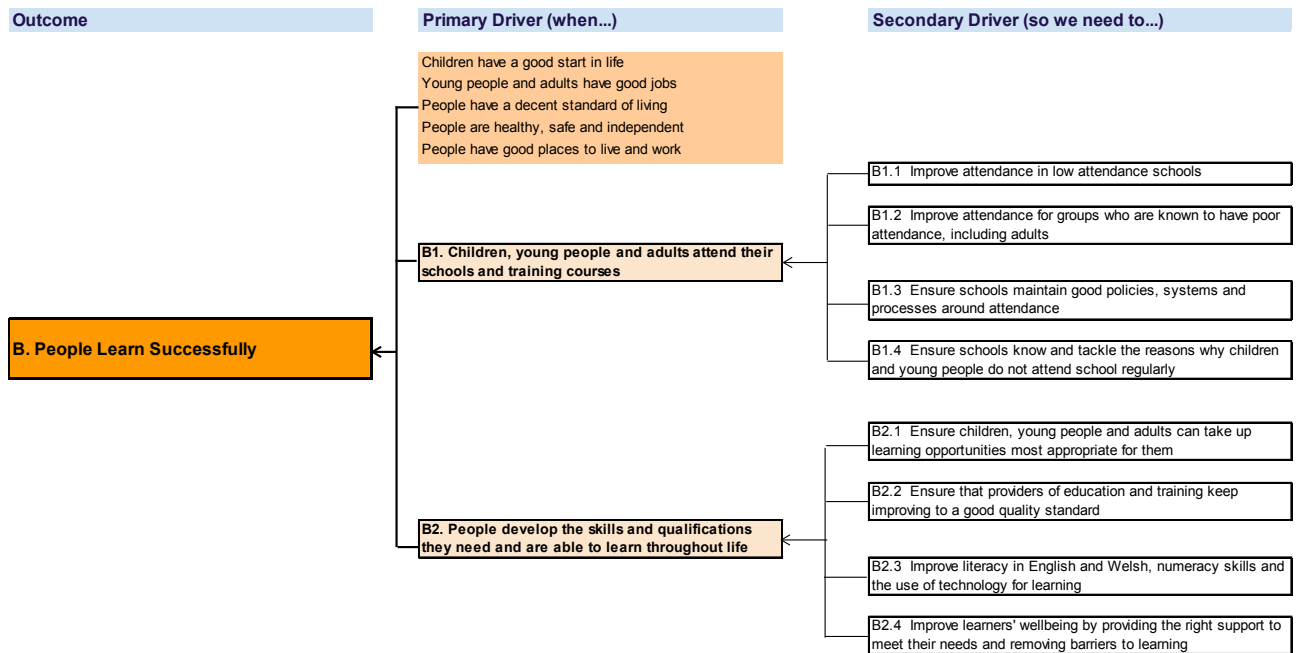 Outcome
Primary Driver (when...)
Secondary Driver (so we need to...)
Children have a good start in life
Young people and adults have good jobs
People have a decent standard of living
People are healthy, safe and independent
People have good places to live and work
B. People Learn Successfully
B1. Children, young people and adults attend their
schools and training courses
B1.1 Improve attendance in low attendance schools
B1.2 Improve attendance for groups who are known to have poor
attendance, including adults
B1.3 Ensure schools maintain good policies, systems and
processes around attendance
B1.4 Ensure schools know and tackle the reasons why children
and young people do not attend school regularly
B2. People develop the skills and qualifications
they need and are able to learn throughout life
B2.1 Ensure children, young people and adults can take up
learning opportunities most appropriate for them
B2.2 Ensure that providers of education and training keep
improving to a good quality standard
B2.3 Improve literacy in English and Welsh, numeracy skills and
the use of technology for learning
B2.4 Improve learners' wellbeing by providing the right support to
meet their needs and removing barriers to learning